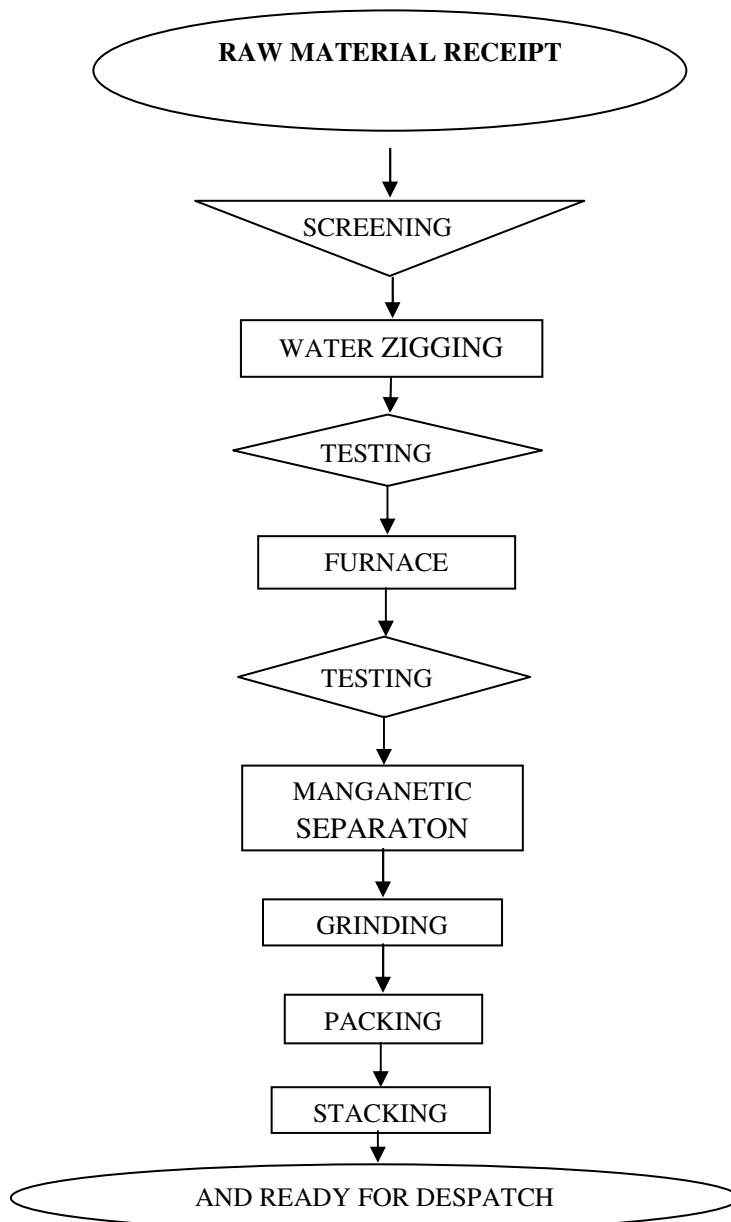 RAW MATERIAL RECEIPT
SCREENING
WATER ZIGGING
TESTING
FURNACE
TESTING
MANGANETIC
SEPARATON
GRINDING
PACKING
STACKING
AND READY FOR DESPATCH